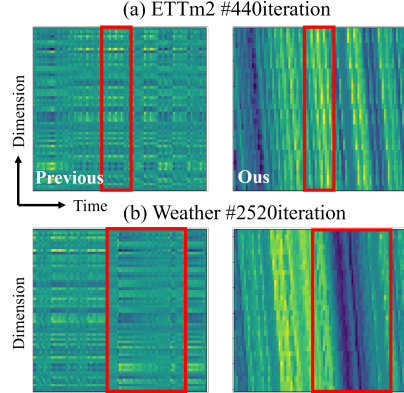 (a) ETTm2 #440iteration
Dimension
Previous
Ous
Time
(b) Weather #2520iteration
Dimension